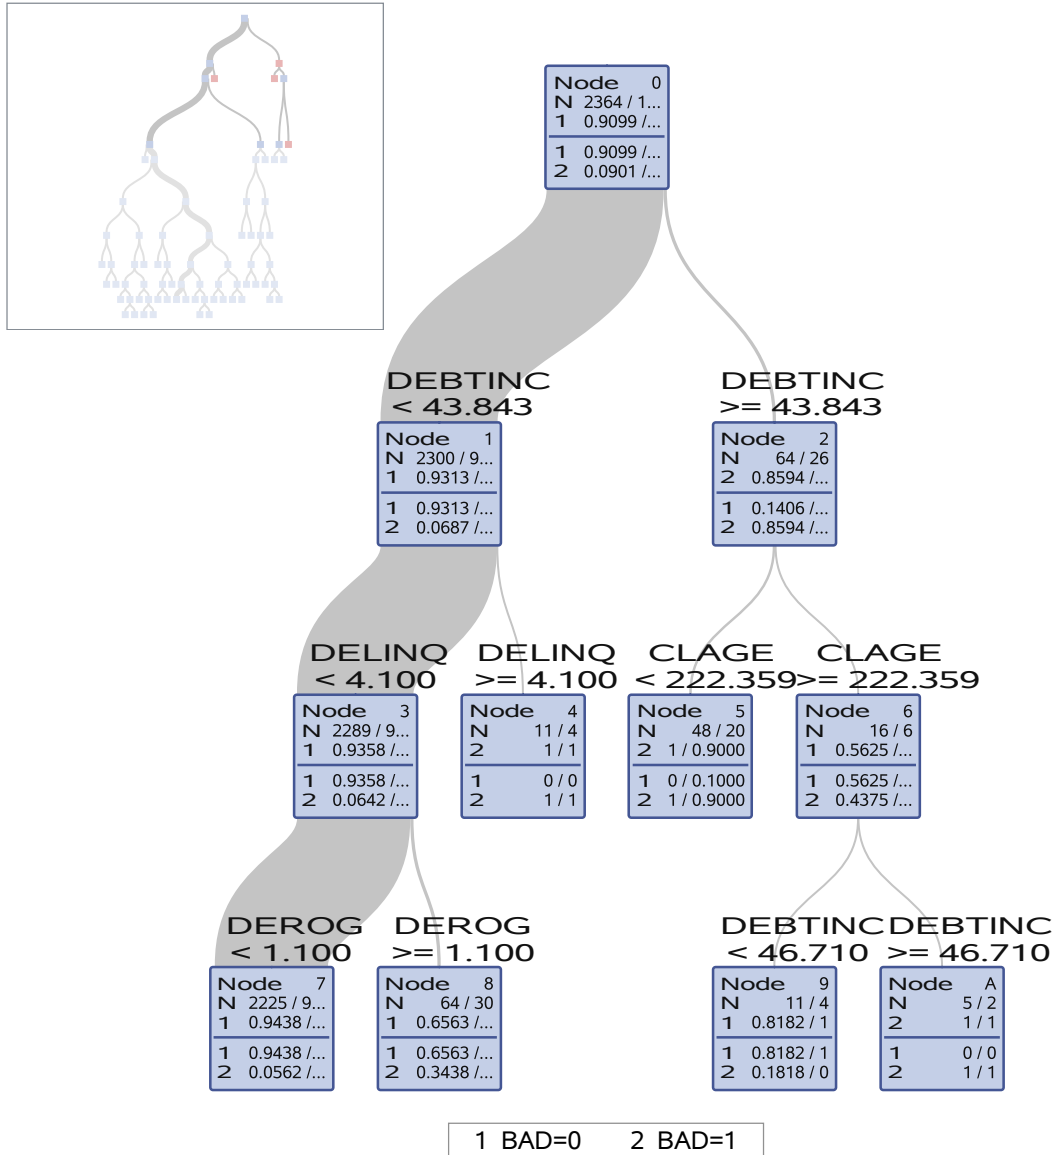 Node 0
N 2364 / 1...
1 0.9099 /...
1 0.9099 /...
2 0.0901 /...
DEBTINC
< 43.843
DEBTINC
>= 43.843
Node 1
N 2300 / 9...
1 0.9313 /...
1 0.9313 /...
2 0.0687 /...
Node 2
N 64 / 26
2 0.8594 /...
1 0.1406 /...
2 0.8594 /...
DELINQ
< 4.100
DELINQ
>= 4.100
CLAGE
< 222.359
CLAGE
>= 222.359
Node 3
N 2289 / 9...
1 0.9358 /...
1 0.9358 /...
2 0.0642 /...
Node 4
N 11 / 4
2 1 / 1
1 0 / 0
2 1 / 1
Node 5
N 48 / 20
2 1 / 0.9000
1 0 / 0.1000
2 1 / 0.9000
Node 6
N 16 / 6
1 0.5625 /...
1 0.5625 /...
2 0.4375 /...
DEROG
< 1.100
DEROG
>= 1.100
DEBTINC
< 46.710
DEBTINC
>= 46.710
Node 7
N 2225 / 9...
1 0.9438 /...
1 0.9438 /...
2 0.0562 /...
Node 8
N 64 / 30
1 0.6563 /...
1 0.6563 /...
2 0.3438 /...
Node 9
N 11 / 4
1 0.8182 / 1
1 0.8182 / 1
2 0.1818 / 0
Node A
N 5 / 2
2 1 / 1
1 0 / 0
2 1 / 1
1 BAD=0 2 BAD=1